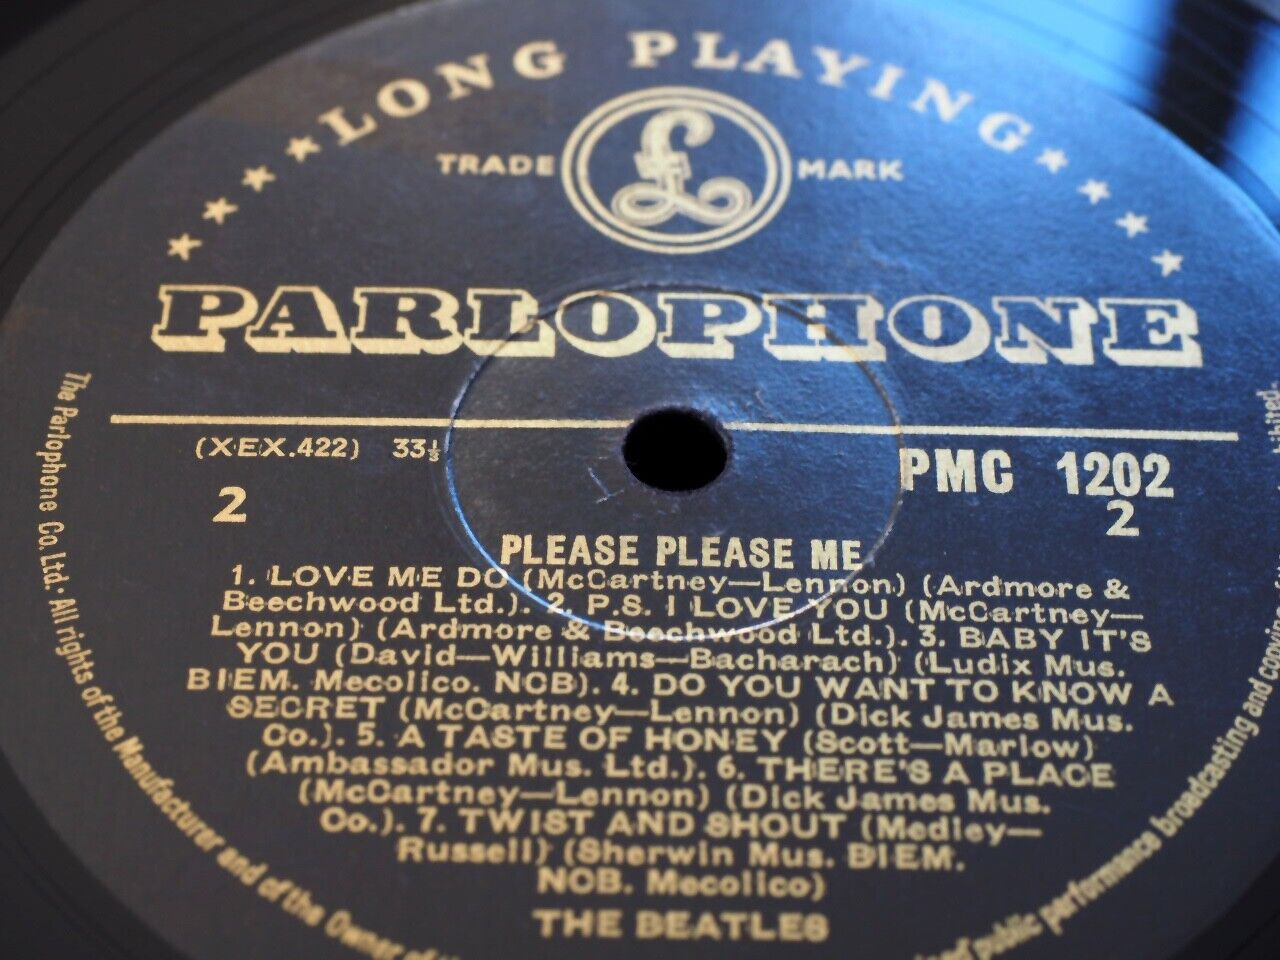 LONG PLAYING
TRADE £ MARK
PARLOPHONE
(XEX.422) 33⅓
PMC 1202
2
2
PLEASE PLEASE ME
1. LOVE ME DO (McCartney—Lennon) (Ardmore &
Beechwood Ltd.). 2. P.S. I LOVE YOU (McCartney—
Lennon) (Ardmore & Beechwood Ltd.). 3. BABY IT'S
YOU (David—Williams—Bacharach) (Ludix Mus.
BIEM. Mecolico. NCB). 4. DO YOU WANT TO KNOW A
SECRET (McCartney—Lennon) (Dick James Mus.
Co.). 5. A TASTE OF HONEY (Scott—Marlow)
(Ambassador Mus. Ltd.). 6. THERE'S A PLACE
(McCartney—Lennon) (Dick James Mus.
Co.). 7. TWIST AND SHOUT (Medley—
Russell) (Sherwin Mus. BIEM.
NCB. Mecolico)
THE BEATLES
The Parlophone Co. Ltd. · All rights of the Manufacturer and of the Owner of
public performance broadcasting and copying